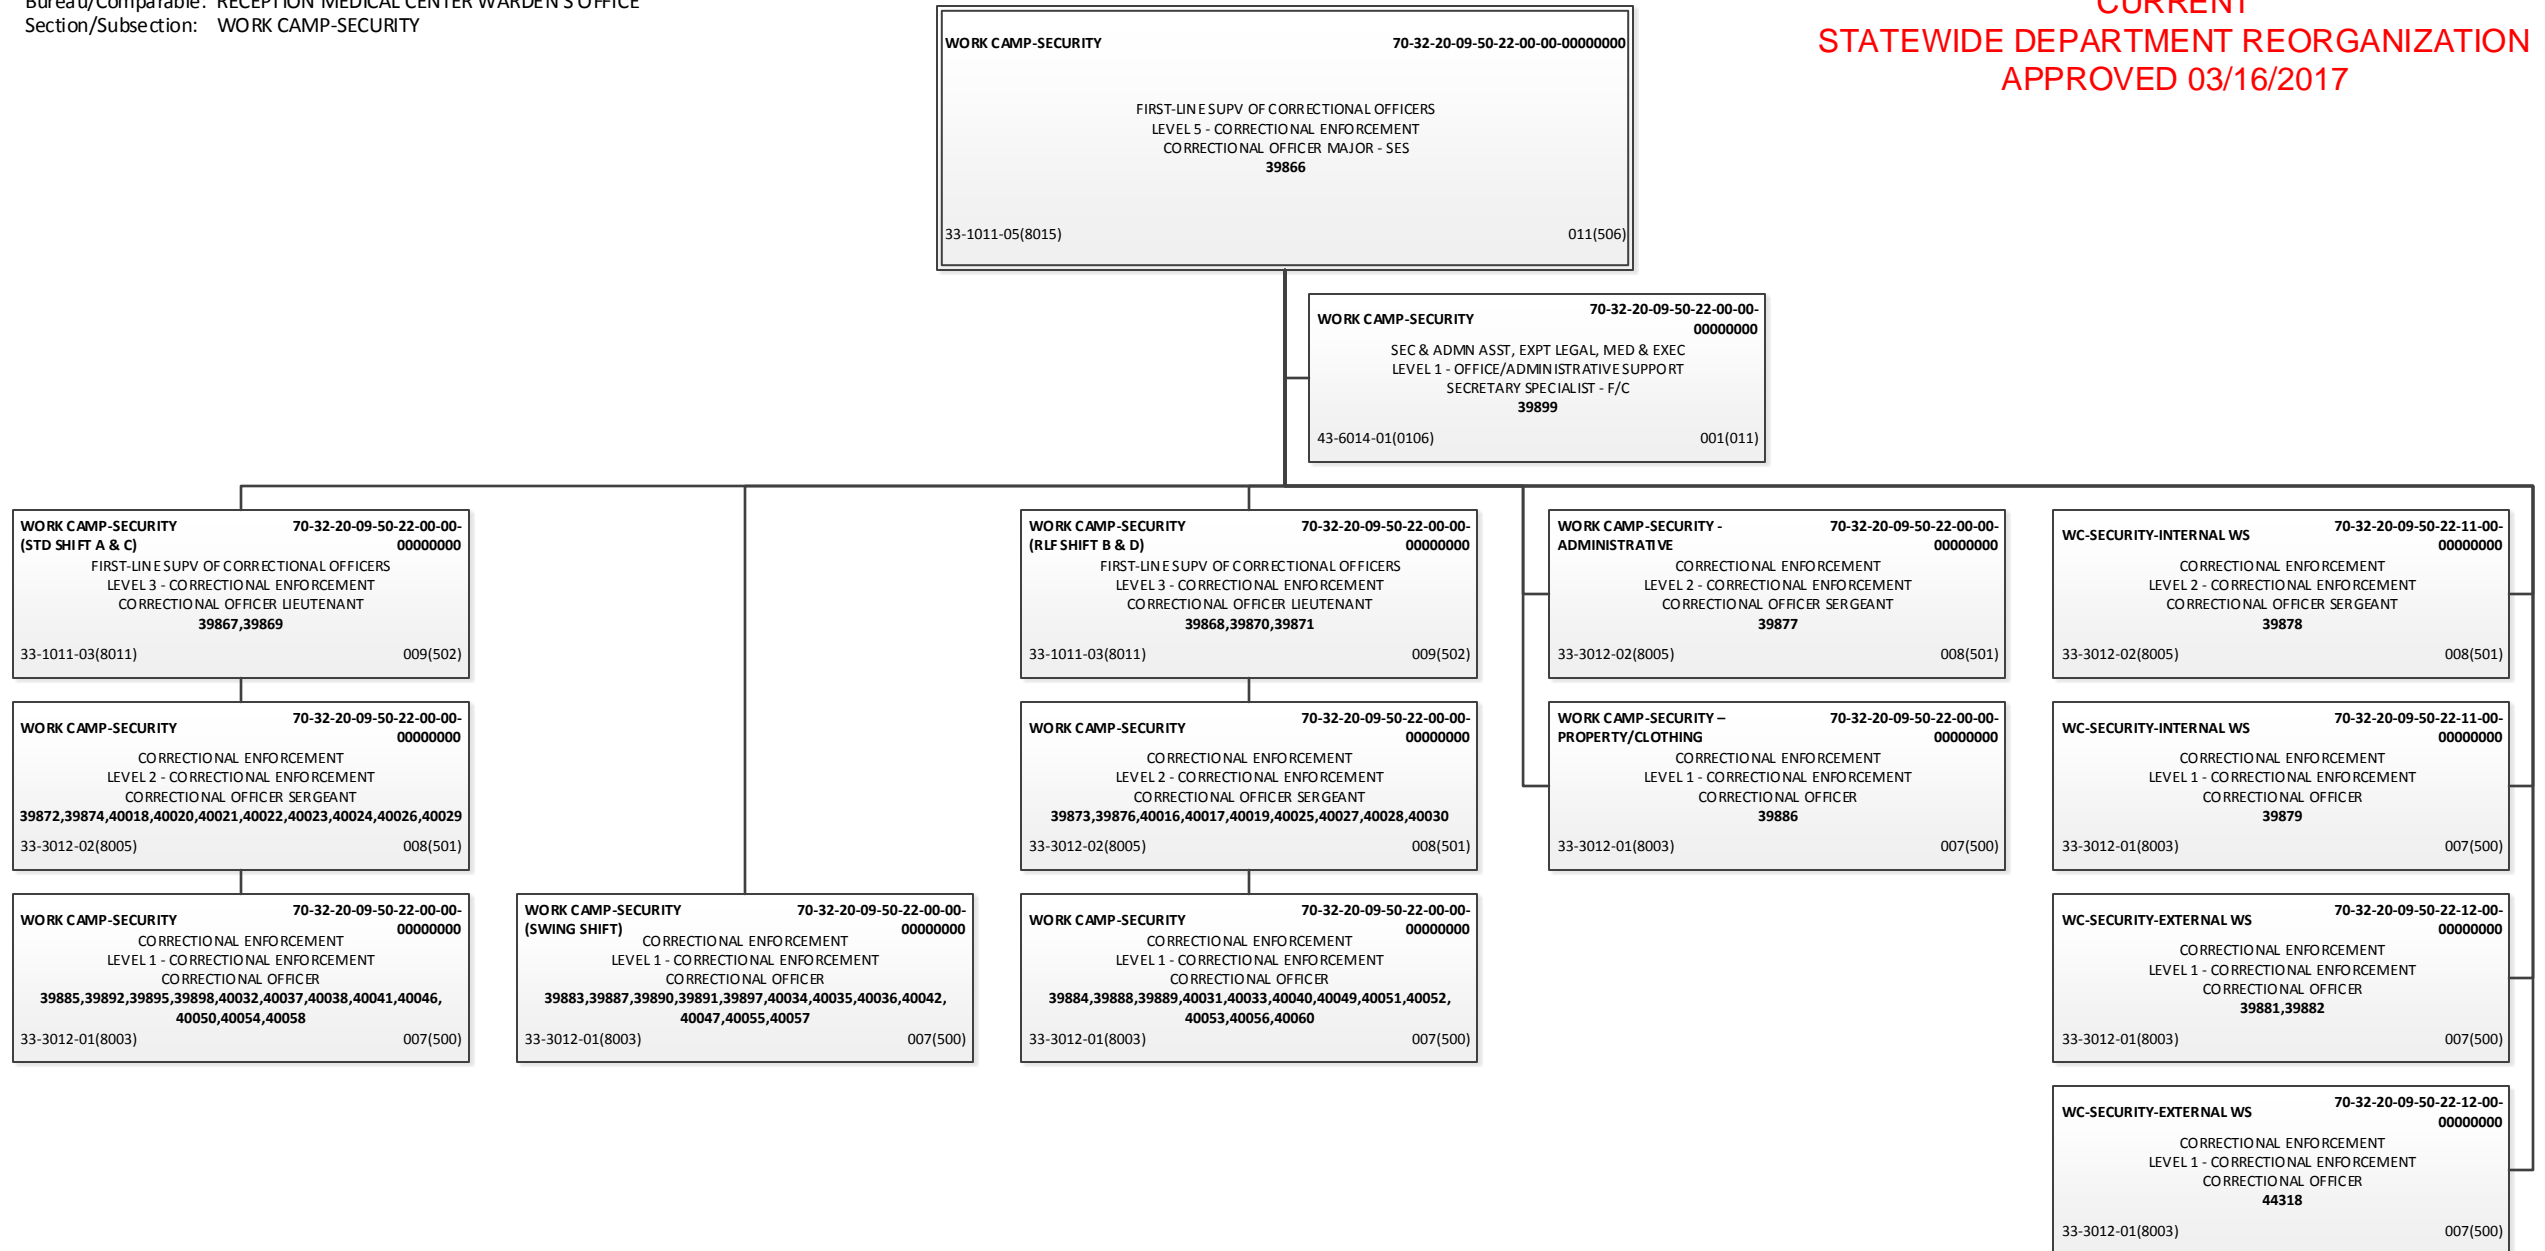 Bureau/Comparable: RECEPTION MEDICAL CENTER WARDEN'S OFFICE
Section/Subsection: WORK CAMP-SECURITY
CURRENT
STATEWIDE DEPARTMENT REORGANIZATION
APPROVED 03/16/2017
WORK CAMP-SECURITY 70-32-20-09-50-22-00-00-00000000
FIRST-LINE SUPV OF CORRECTIONAL OFFICERS
LEVEL 5 - CORRECTIONAL ENFORCEMENT
CORRECTIONAL OFFICER MAJOR - SES
39866
33-1011-05(8015) 011(506)
WORK CAMP-SECURITY 70-32-20-09-50-22-00-00-
00000000
SEC & ADMN ASST, EXPT LEGAL, MED & EXEC
LEVEL 1 - OFFICE/ADMINISTRATIVE SUPPORT
SECRETARY SPECIALIST - F/C
39899
43-6014-01(0106) 001(011)
WORK CAMP-SECURITY 70-32-20-09-50-22-00-00-
(STD SHIFT A & C) 00000000
FIRST-LINE SUPV OF CORRECTIONAL OFFICERS
LEVEL 3 - CORRECTIONAL ENFORCEMENT
CORRECTIONAL OFFICER LIEUTENANT
39867,39869
33-1011-03(8011) 009(502)
WORK CAMP-SECURITY 70-32-20-09-50-22-00-00-
00000000
CORRECTIONAL ENFORCEMENT
LEVEL 2 - CORRECTIONAL ENFORCEMENT
CORRECTIONAL OFFICER SERGEANT
39872,39874,40018,40020,40021,40022,40023,40024,40026,40029
33-3012-02(8005) 008(501)
WORK CAMP-SECURITY 70-32-20-09-50-22-00-00-
00000000
CORRECTIONAL ENFORCEMENT
LEVEL 1 - CORRECTIONAL ENFORCEMENT
CORRECTIONAL OFFICER
39885,39892,39895,39898,40032,40037,40038,40041,40046,
40050,40054,40058
33-3012-01(8003) 007(500)
WORK CAMP-SECURITY 70-32-20-09-50-22-00-00-
(SWING SHIFT) 00000000
CORRECTIONAL ENFORCEMENT
LEVEL 1 - CORRECTIONAL ENFORCEMENT
CORRECTIONAL OFFICER
39883,39887,39890,39891,39897,40034,40035,40036,40042,
40047,40055,40057
33-3012-01(8003) 007(500)
WORK CAMP-SECURITY 70-32-20-09-50-22-00-00-
(RLF SHIFT B & D) 00000000
FIRST-LINE SUPV OF CORRECTIONAL OFFICERS
LEVEL 3 - CORRECTIONAL ENFORCEMENT
CORRECTIONAL OFFICER LIEUTENANT
39868,39870,39871
33-1011-03(8011) 009(502)
WORK CAMP-SECURITY 70-32-20-09-50-22-00-00-
00000000
CORRECTIONAL ENFORCEMENT
LEVEL 2 - CORRECTIONAL ENFORCEMENT
CORRECTIONAL OFFICER SERGEANT
39873,39876,40016,40017,40019,40025,40027,40028,40030
33-3012-02(8005) 008(501)
WORK CAMP-SECURITY 70-32-20-09-50-22-00-00-
00000000
CORRECTIONAL ENFORCEMENT
LEVEL 1 - CORRECTIONAL ENFORCEMENT
CORRECTIONAL OFFICER
39884,39888,39889,40031,40033,40040,40049,40051,40052,
40053,40056,40060
33-3012-01(8003) 007(500)
WORK CAMP-SECURITY - 70-32-20-09-50-22-00-00-
ADMINISTRATIVE 00000000
CORRECTIONAL ENFORCEMENT
LEVEL 2 - CORRECTIONAL ENFORCEMENT
CORRECTIONAL OFFICER SERGEANT
39877
33-3012-02(8005) 008(501)
WORK CAMP-SECURITY – 70-32-20-09-50-22-00-00-
PROPERTY/CLOTHING 00000000
CORRECTIONAL ENFORCEMENT
LEVEL 1 - CORRECTIONAL ENFORCEMENT
CORRECTIONAL OFFICER
39886
33-3012-01(8003) 007(500)
WC-SECURITY-INTERNAL WS 70-32-20-09-50-22-11-00-
00000000
CORRECTIONAL ENFORCEMENT
LEVEL 2 - CORRECTIONAL ENFORCEMENT
CORRECTIONAL OFFICER SERGEANT
39878
33-3012-02(8005) 008(501)
WC-SECURITY-INTERNAL WS 70-32-20-09-50-22-11-00-
00000000
CORRECTIONAL ENFORCEMENT
LEVEL 1 - CORRECTIONAL ENFORCEMENT
CORRECTIONAL OFFICER
39879
33-3012-01(8003) 007(500)
WC-SECURITY-EXTERNAL WS 70-32-20-09-50-22-12-00-
00000000
CORRECTIONAL ENFORCEMENT
LEVEL 1 - CORRECTIONAL ENFORCEMENT
CORRECTIONAL OFFICER
39881,39882
33-3012-01(8003) 007(500)
WC-SECURITY-EXTERNAL WS 70-32-20-09-50-22-12-00-
00000000
CORRECTIONAL ENFORCEMENT
LEVEL 1 - CORRECTIONAL ENFORCEMENT
CORRECTIONAL OFFICER
44318
33-3012-01(8003) 007(500)